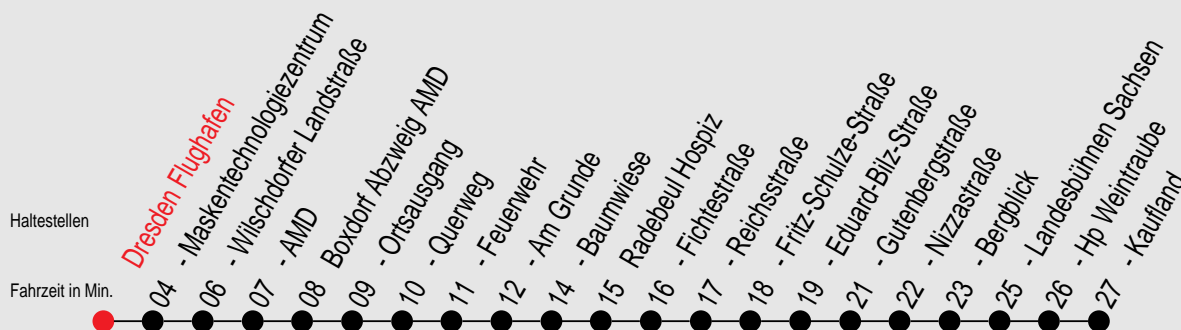 Haltestellen
Fahrzeit in Min.
Dresden Flughafen
04 - Maskentechnologiezentrum
06 - Wilschdorfer Landstraße
07 - AMD
08 Boxdorf Abzweig AMD
09 - Ortsausgang
10 - Querweg
11 - Feuerwehr
12 - Am Grunde
14 - Baumwiese
15 Radebeul Hospiz
16 - Fichtestraße
17 - Reichsstraße
18 - Fritz-Schulze-Straße
19 - Eduard-Bilz-Straße
21 - Gutenbergstraße
22 - Nizzastraße
23 - Bergblick
25 - Landesbühnen Sachsen
26 - Hp Weintraube
27 - Kaufland